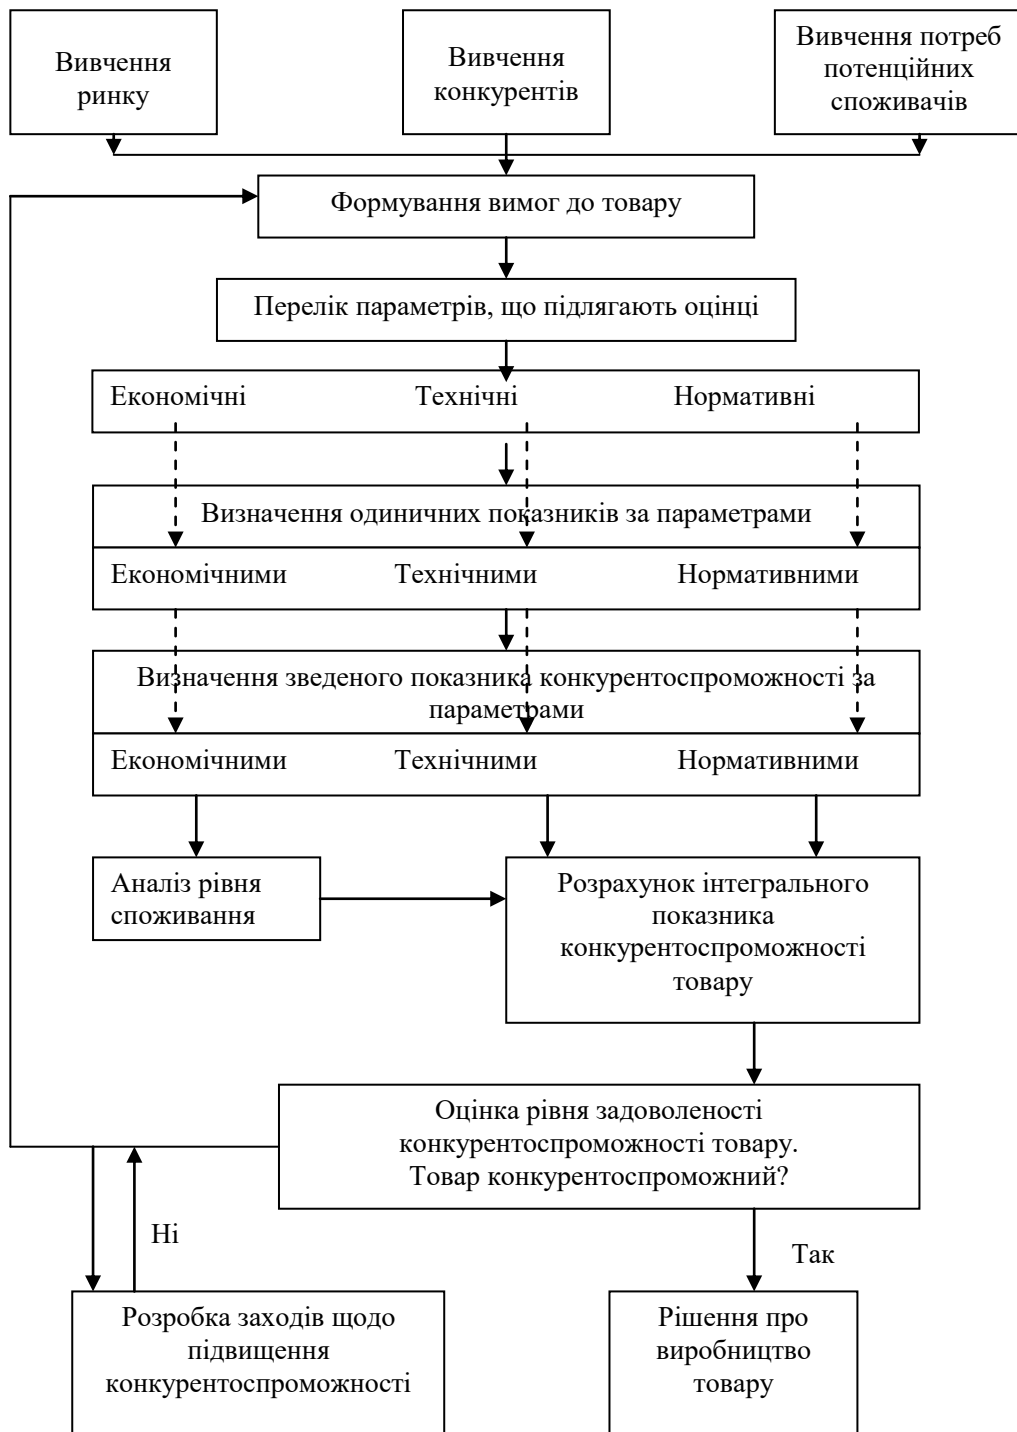 Вивчення
ринку
Вивчення
конкурентів
Вивчення потреб
потенційних
споживачів
Формування вимог до товару
Перелік параметрів, що підлягають оцінці
Економічні Технічні Нормативні
Визначення одиничних показників за параметрами
Економічними Технічними Нормативними
Визначення зведеного показника конкурентоспроможності за
параметрами
Економічними Технічними Нормативними
Аналіз рівня
споживання
Розрахунок інтегрального
показника
конкурентоспроможності
товару
Оцінка рівня задоволеності
конкурентоспроможності товару.
Товар конкурентоспроможний?
Ні
Так
Розробка заходів щодо
підвищення
конкурентоспроможності
Рішення про
виробництво
товару